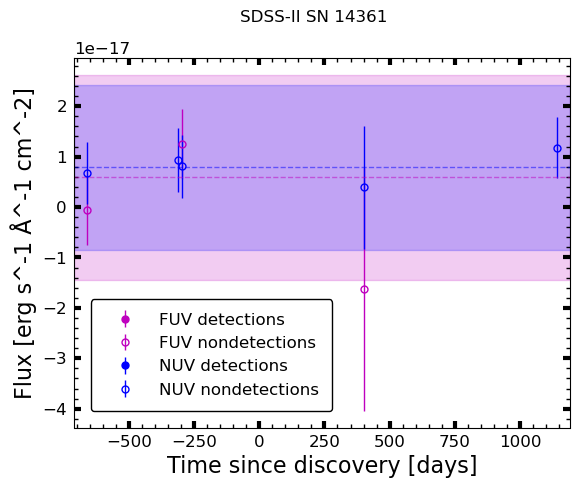 SDSS-II SN 14361
1e−17
Flux [erg s^-1 Å^-1 cm^-2]
2
1
0
−1
−2
−3
−4
FUV detections
FUV nondetections
NUV detections
NUV nondetections
−500 −250 0 250 500 750 1000
Time since discovery [days]